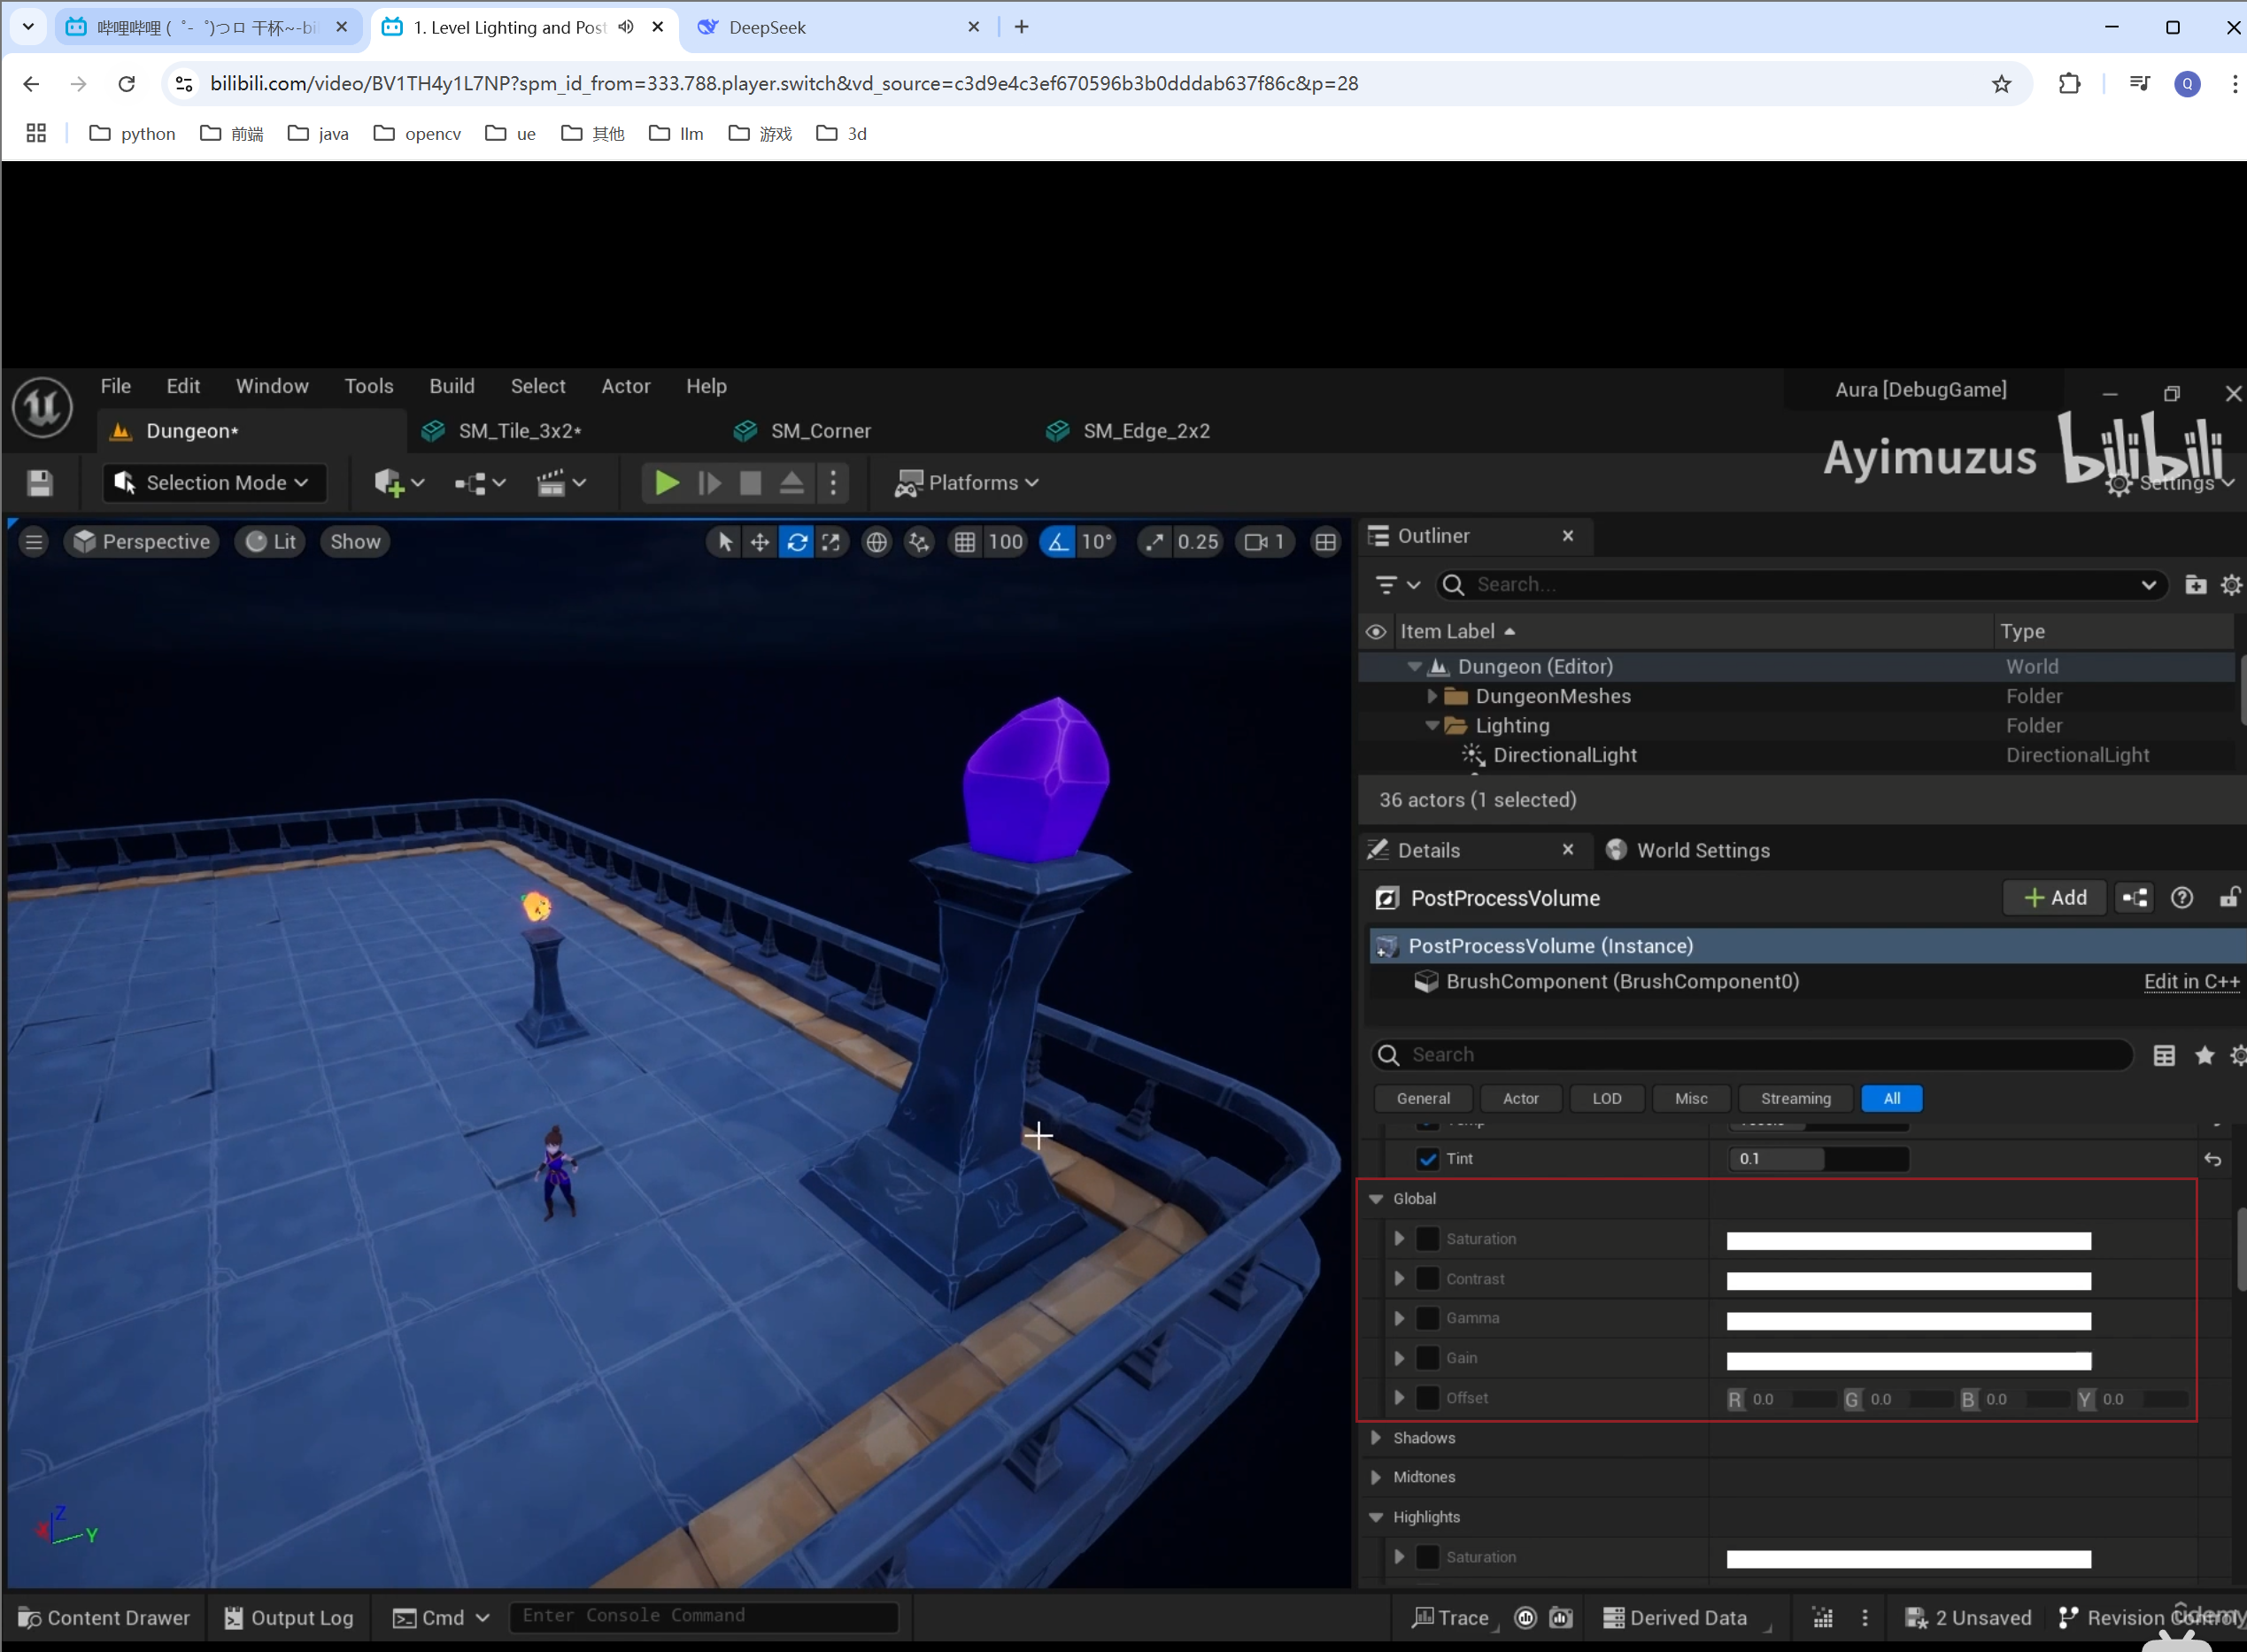 哔哩哔哩 (゜-゜)つロ 干杯~-bi
1. Level Lighting and Post
DeepSeek
bilibili.com/video/BV1TH4y1L7NP?spm_id_from=333.788.player.switch&vd_source=c3d9e4c3ef670596b3b0dddab637f86c&p=28
Q
python 前端 java opencv ue 其他 llm 游戏 3d
File Edit Window Tools Build Select Actor Help
Aura [DebugGame]
Dungeon* SM_Tile_3x2* SM_Corner SM_Edge_2x2
Ayimuzus bilibili
Selection Mode Platforms Settings
Perspective Lit Show 100 10° 0.25 1
Outliner
Search...
Item Label Type
Dungeon (Editor) World
DungeonMeshes Folder
Lighting Folder
DirectionalLight DirectionalLight
36 actors (1 selected)
Details World Settings
PostProcessVolume Add
PostProcessVolume (Instance)
BrushComponent (BrushComponent0) Edit in C++
Search
General Actor LOD Misc Streaming All
Tint 0.1
Global
Saturation
Contrast
Gamma
Gain
Offset R 0.0 G 0.0 B 0.0 Y 0.0
Shadows
Midtones
Highlights
Saturation
X Z Y
Content Drawer Output Log Cmd Enter Console Command Trace Derived Data 2 Unsaved Revision Control
ûdemy